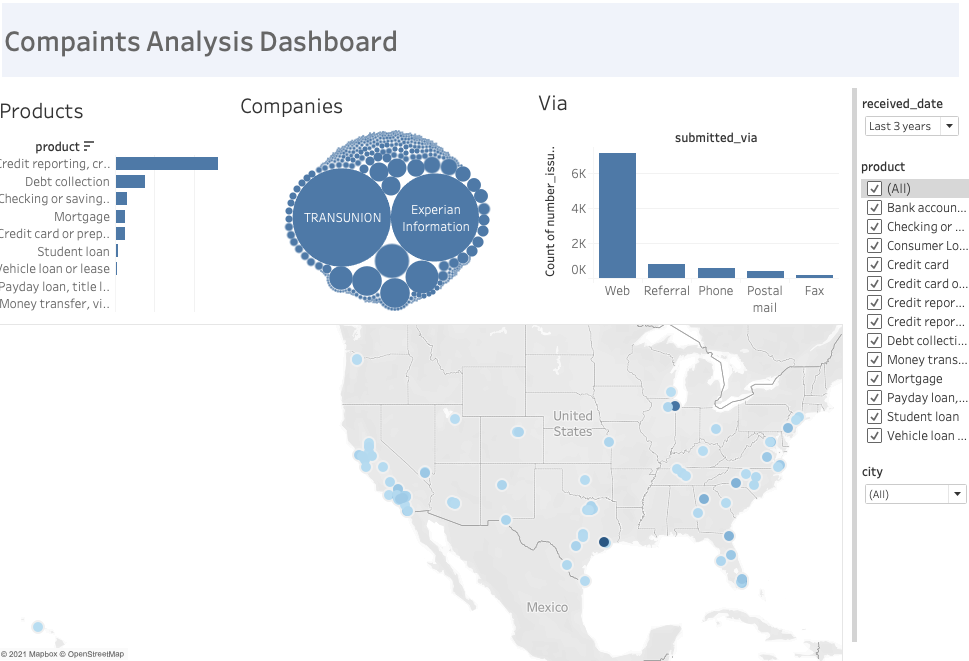 Compaints Analysis Dashboard
Products
product
Credit reporting, cr..
Debt collection
Checking or saving..
Mortgage
Credit card or prep..
Student loan
Vehicle loan or lease
Payday loan, title l..
Money transfer, vi..
Companies
TRANSUNION
Experian
Information
Via
submitted_via
Count of number_issu..
6K
4K
2K
0K
Web
Referral
Phone
Postal
mail
Fax
received_date
Last 3 years
product
(All)
Bank accoun...
Checking or ...
Consumer Lo...
Credit card
Credit card o...
Credit repor...
Credit repor...
Debt collecti...
Money trans...
Mortgage
Payday loan,...
Student loan
Vehicle loan ...
city
(All)
United
States
Mexico
© 2021 Mapbox © OpenStreetMap